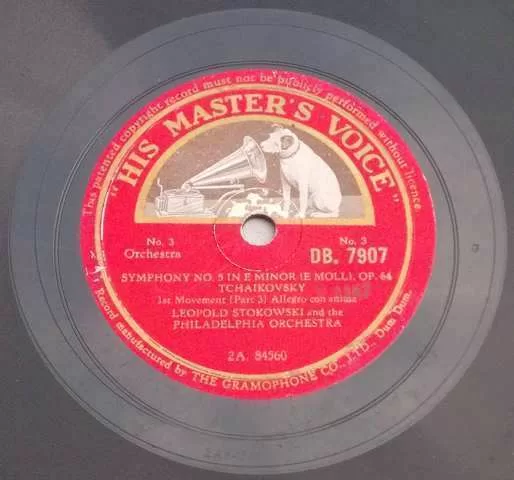 This patented copyright record must not be publicly performed without licence.
"HIS MASTER'S VOICE"
No. 3
Orchestra
No. 3
DB. 7907
SYMPHONY NO. 5 IN E MINOR (E MOLL), OP. 64
TCHAIKOVSKY
1st Movement (Part 3) Allegro con anima
LEOPOLD STOKOWSKI and the
PHILADELPHIA ORCHESTRA
2A. 84560
Record manufactured by THE GRAMOPHONE CO., LTD., Dum Dum.